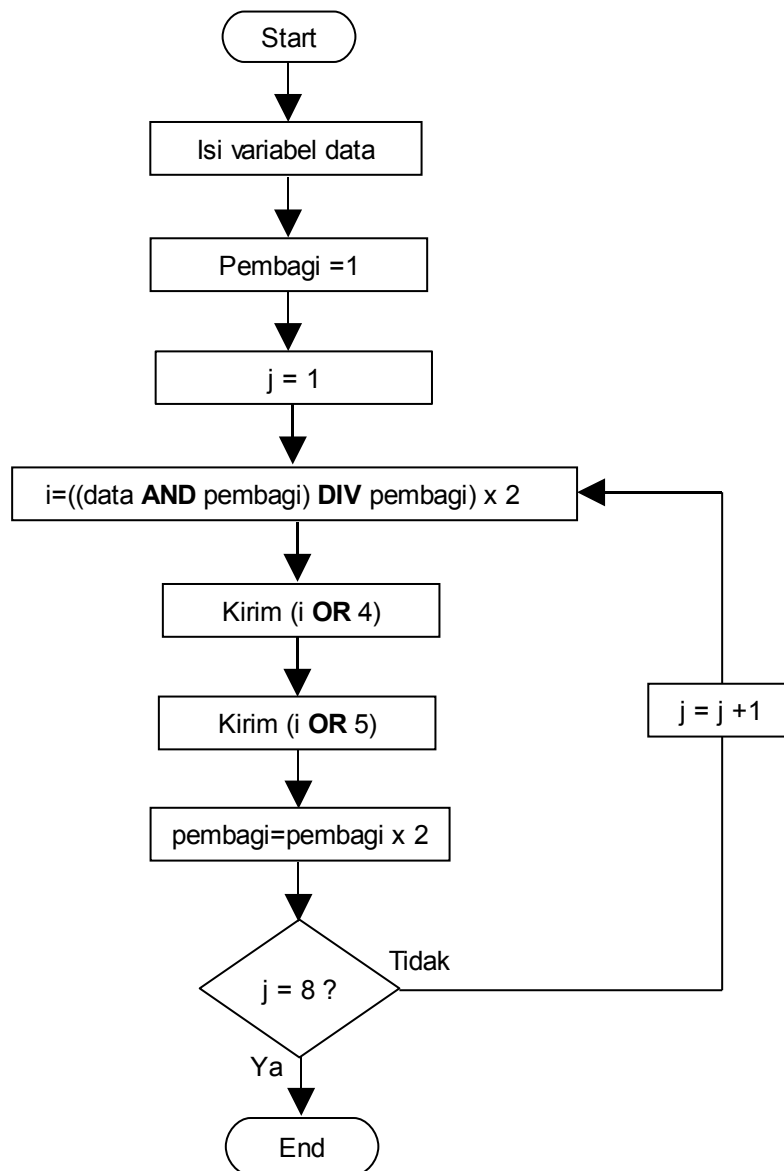 Start
Isi variabel data
Pembagi =1
j = 1
i=((data AND pembagi) DIV pembagi) x 2
Kirim (i OR 4)
Kirim (i OR 5)
j = j +1
pembagi=pembagi x 2
Tidak
j = 8 ?
Ya
End